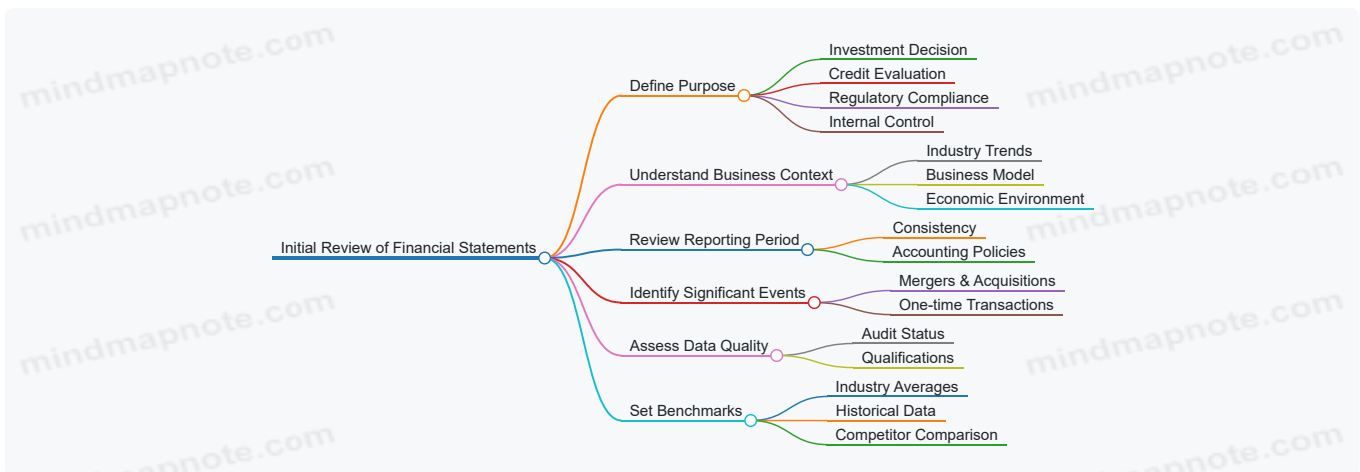 mindmapnote.com
mindmapnote.com
Investment Decision
Credit Evaluation
Define Purpose
Regulatory Compliance
Internal Control
Industry Trends
mindmapnote.com
mindmapnote.com
Understand Business Context
Business Model
Economic Environment
Consistency
Review Reporting Period
Accounting Policies
Initial Review of Financial Statements
Mergers & Acquisitions
Identify Significant Events
One-time Transactions
mindmapnote.com
mindmapnote.com
Audit Status
Assess Data Quality
Qualifications
Industry Averages
Set Benchmarks
Historical Data
Competitor Comparison
mindmapnote.com
mindmapnote.com